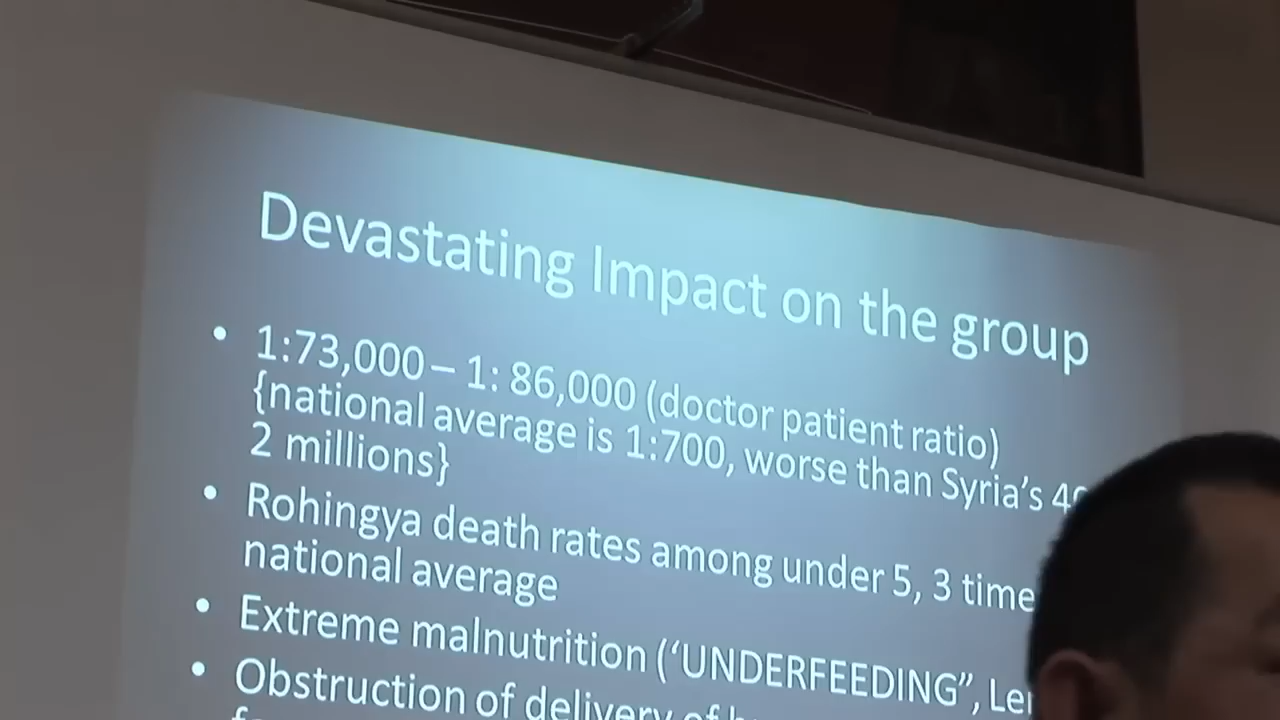 Devastating Impact on the group
• 1:73,000 – 1: 86,000 (doctor patient ratio)
{national average is 1:700, worse than Syria's
2 millions}
• Rohingya death rates among under 5, 3
national average
• Extreme malnutrition ('UNDERFEEDING",
• Obstruction of delivery of